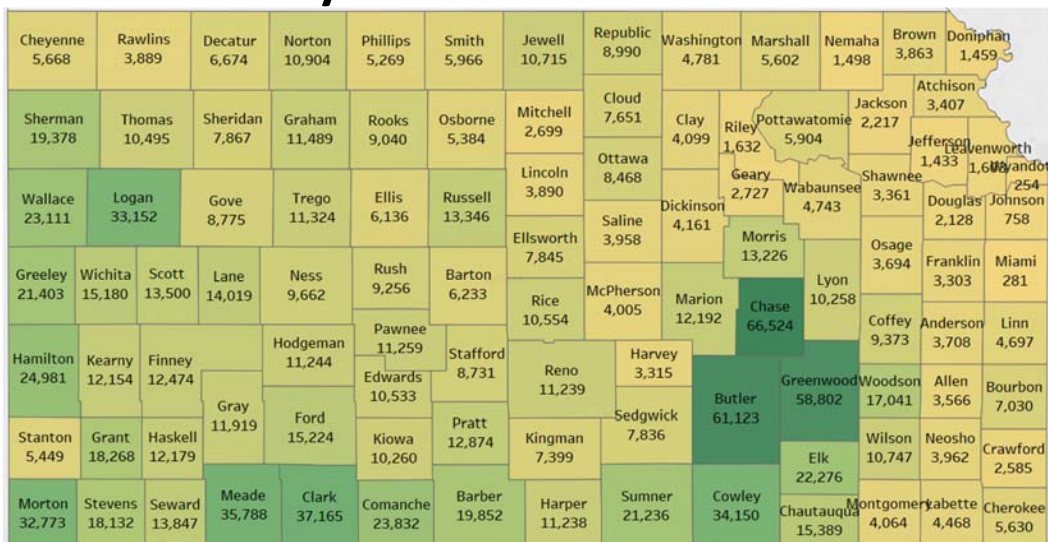 Cheyenne
5,668
Rawlins
3,889
Decatur
6,674
Norton
10,904
Phillips
5,269
Smith
5,966
Jewell
10,715
Republic
8,990
Washington
4,781
Marshall
5,602
Nemaha
1,498
Brown
3,863
Doniphan
1,459
Sherman
19,378
Thomas
10,495
Sheridan
7,867
Graham
11,489
Rooks
9,040
Osborne
5,384
Mitchell
2,699
Cloud
7,651
Clay
4,099
Riley
1,632
Pottawatomie
5,904
Jackson
2,217
Atchison
3,407
Jefferson
1,433
Leavenworth
254
Wallace
23,111
Logan
33,152
Gove
8,775
Trego
11,324
Ellis
6,136
Russell
13,346
Lincoln
3,890
Ottawa
8,468
Saline
3,958
Dickinson
4,161
Geary
2,727
Wabaunsee
4,743
Shawnee
3,361
Douglas
2,128
Johnson
758
Greeley
21,403
Wichita
15,180
Scott
13,500
Lane
14,019
Ness
9,662
Rush
9,256
Barton
6,233
Ellsworth
7,845
Rice
10,554
McPherson
4,005
Marion
12,192
Morris
13,226
Chase
66,524
Lyon
10,258
Osage
3,694
Franklin
3,303
Miami
281
Coffey
9,373
Anderson
3,708
Linn
4,697
Hamilton
24,981
Kearny
12,154
Finney
12,474
Hodgeman
11,244
Pawnee
11,259
Edwards
10,533
Stafford
8,731
Reno
11,239
Harvey
3,315
Sedgwick
7,836
Butler
61,123
Greenwood
58,802
Woodson
17,041
Allen
3,566
Bourbon
7,030
Stanton
5,449
Grant
18,268
Haskell
12,179
Gray
11,919
Ford
15,224
Kiowa
10,260
Pratt
12,874
Kingman
7,399
Elk
22,276
Wilson
10,747
Neosho
3,962
Crawford
2,585
Morton
32,773
Stevens
18,132
Seward
13,847
Meade
35,788
Clark
37,165
Comanche
23,832
Barber
19,852
Harper
11,238
Sumner
21,236
Cowley
34,150
Chautauqua
15,389
Montgomery
4,064
Labette
4,468
Cherokee
5,630